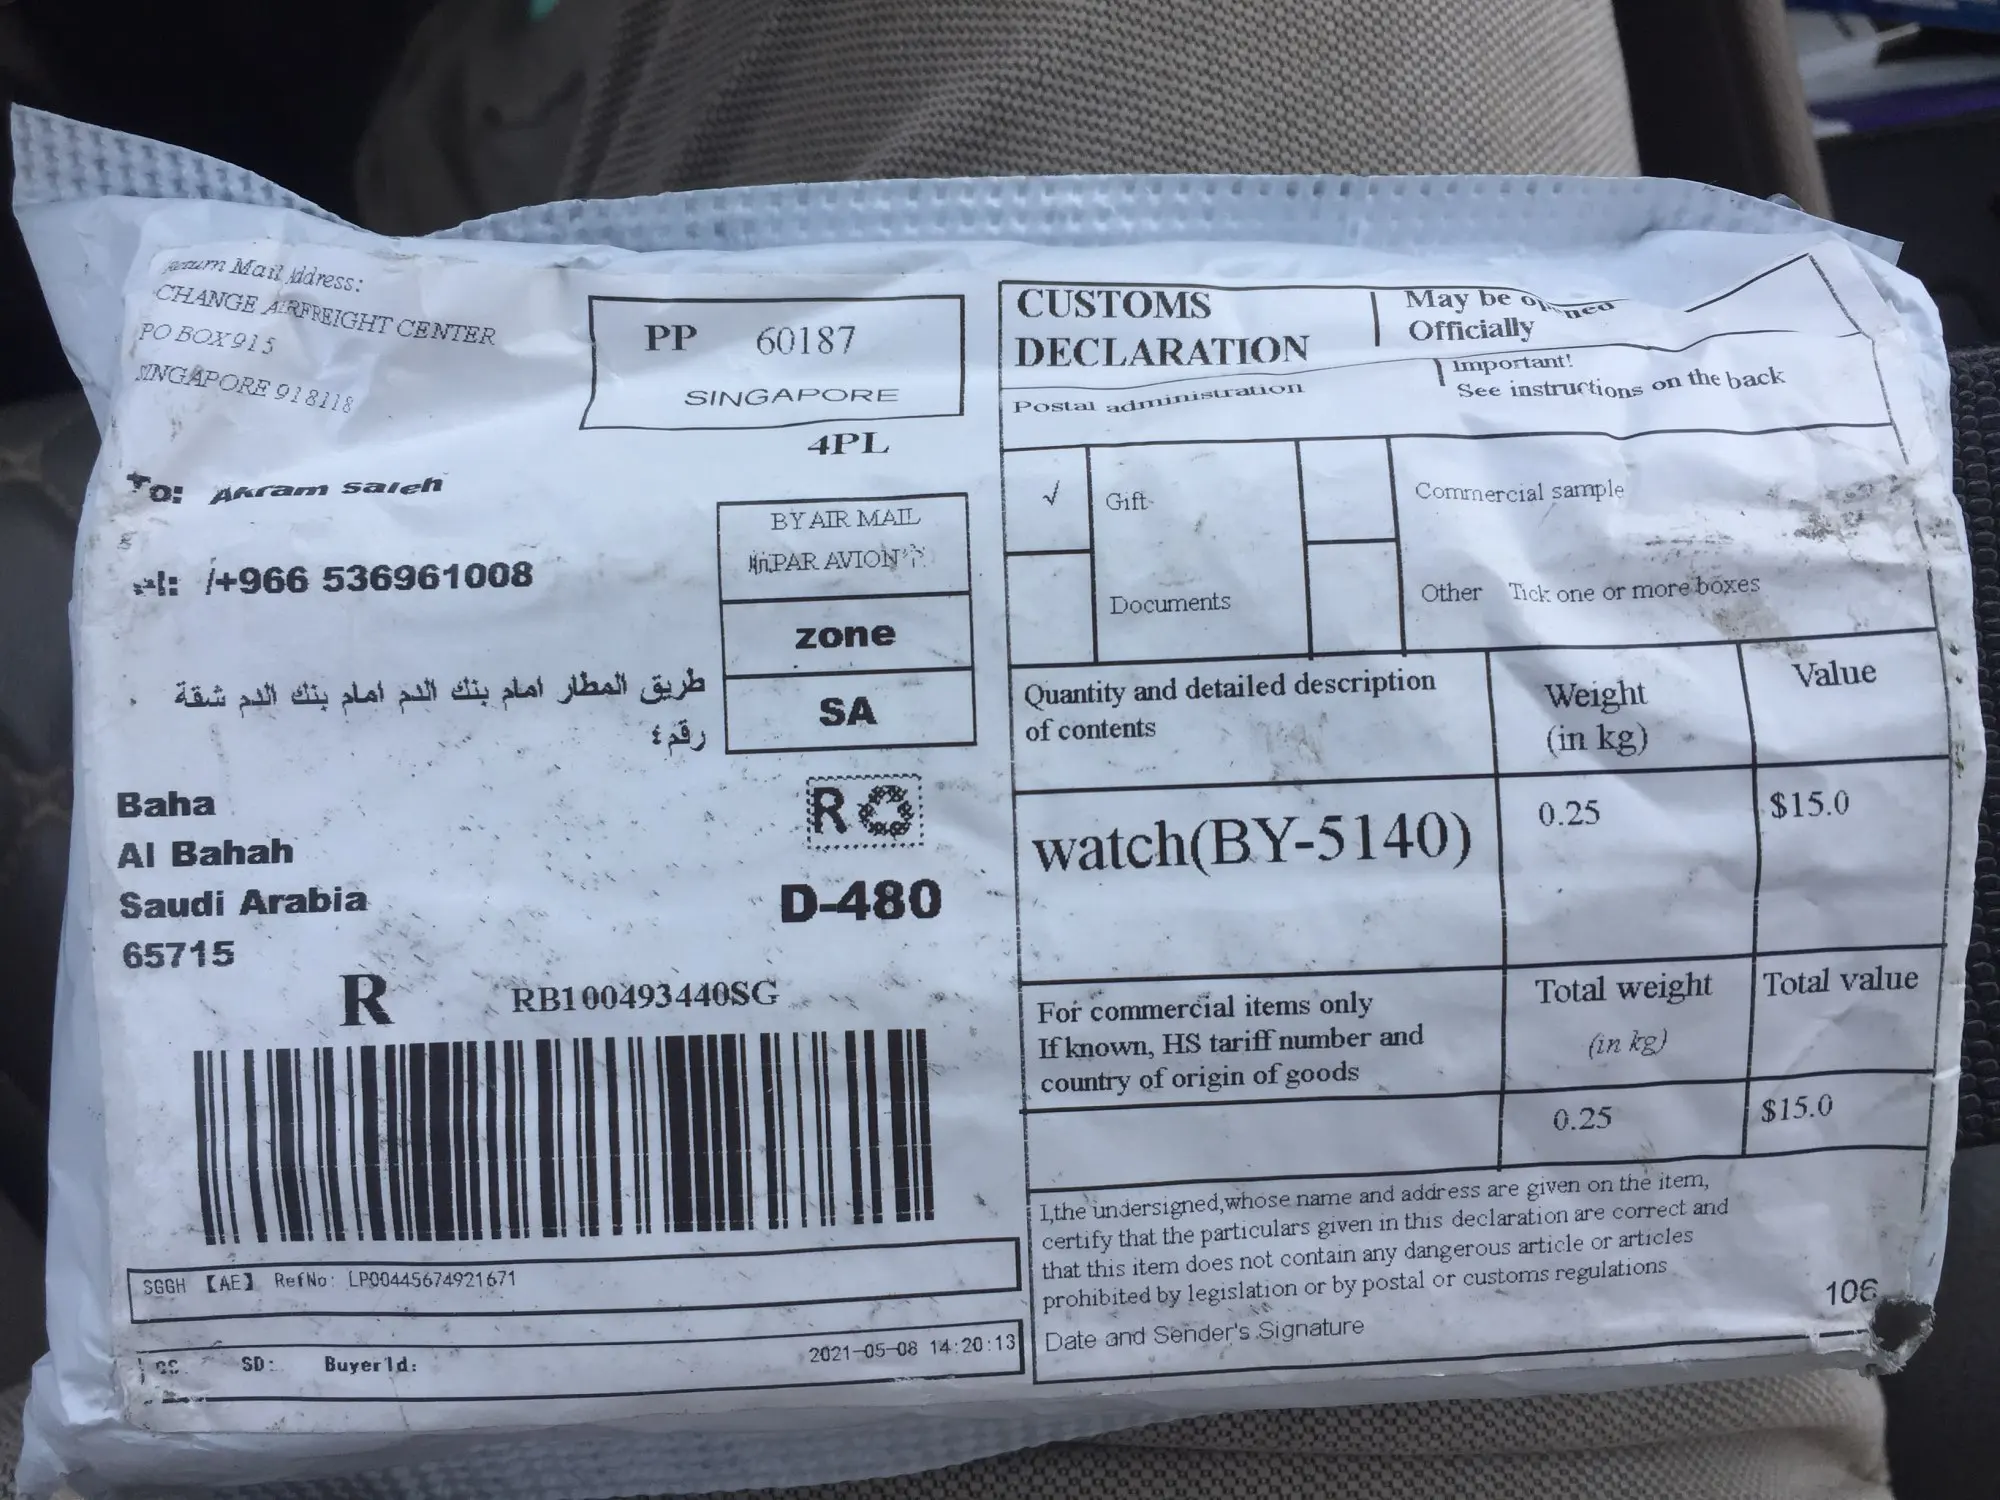 Return Mail Address:
CHANGE AIRFREIGHT CENTER
PO BOX 915
SINGAPORE 918118
PP 60187
SINGAPORE
4PL
To: Akram saleh
/+966 536961008
BY AIR MAIL
航 PAR AVION 空
zone
SA
طريق المطار امام بنك الدم امام بنك الدم شقة
رقم ٤
Baha
Al Bahah
Saudi Arabia
65715
R
D-480
R RB100493440SG
SGGH 【AE】 RefNo: LP00445674921671
SD: BuyerId: 2021-05-08 14:20:13
CUSTOMS
DECLARATION
May be opened
Officially
Postal administration
Important!
See instructions on the back
√ Gift
Commercial sample
Documents
Other Tick one or more boxes
Quantity and detailed description
of contents
Weight
(in kg)
Value
watch(BY-5140)
0.25
$15.0
For commercial items only
If known, HS tariff number and
country of origin of goods
Total weight
(in kg)
Total value
0.25
$15.0
I,the undersigned,whose name and address are given on the item,
certify that the particulars given in this declaration are correct and
that this item does not contain any dangerous article or articles
prohibited by legislation or by postal or customs regulations
Date and Sender's Signature
106